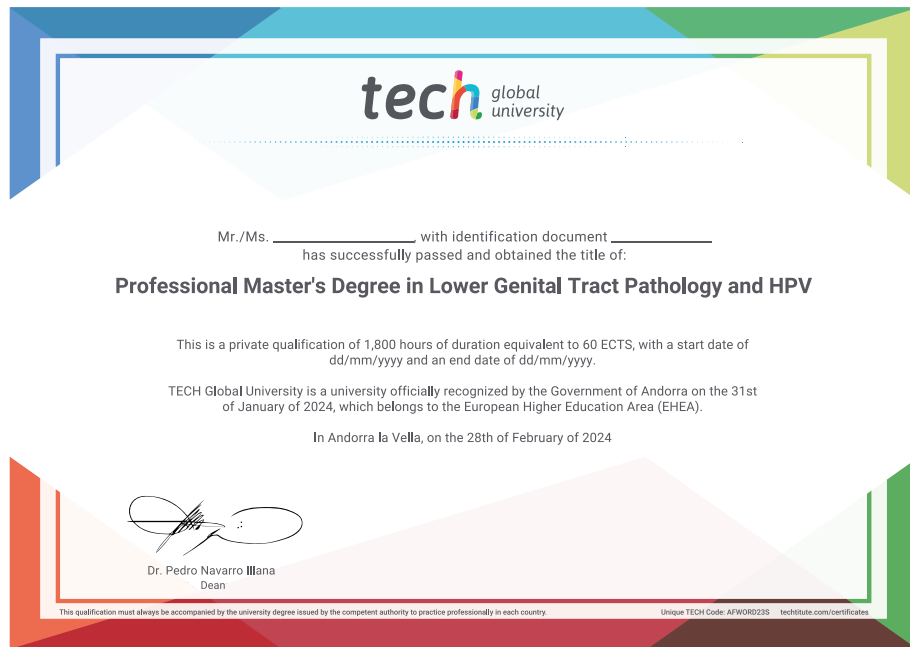 tech global university
Mr./Ms. ____________, with identification document ____________
has successfully passed and obtained the title of:
Professional Master's Degree in Lower Genital Tract Pathology and HPV
This is a private qualification of 1,800 hours of duration equivalent to 60 ECTS, with a start date of
dd/mm/yyyy and an end date of dd/mm/yyyy.
TECH Global University is a university officially recognized by the Government of Andorra on the 31st
of January of 2024, which belongs to the European Higher Education Area (EHEA).
In Andorra la Vella, on the 28th of February of 2024
Dr. Pedro Navarro Illana
Dean
This qualification must always be accompanied by the university degree issued by the competent authority to practice professionally in each country. Unique TECH Code: AFWORD23S techtitute.com/certificates